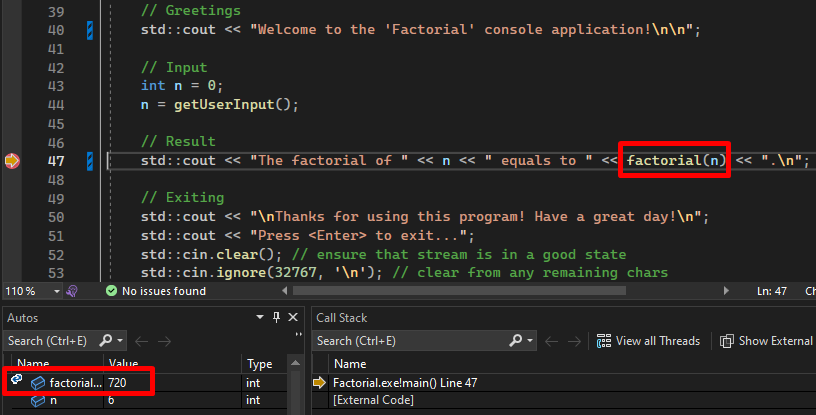 39 // Greetings
40 std::cout << "Welcome to the 'Factorial' console application!\n\n";
41
42 // Input
43 int n = 0;
44 n = getUserInput();
45
46 // Result
47 std::cout << "The factorial of " << n << " equals to " << factorial(n) << ".\n";
48
49 // Exiting
50 std::cout << "\nThanks for using this program! Have a great day!\n";
51 std::cout << "Press <Enter> to exit...";
52 std::cin.clear(); // ensure that stream is in a good state
53 std::cin.ignore(32767, '\n'); // clear from any remaining chars
110 % No issues found Ln: 47 Ch
Autos
Search (Ctrl+E)
Name Value Type
factorial... 720 int
n 6 int
Call Stack
Search (Ctrl+E) View all Threads Show External
Name
Factorial.exe!main() Line 47
[External Code]